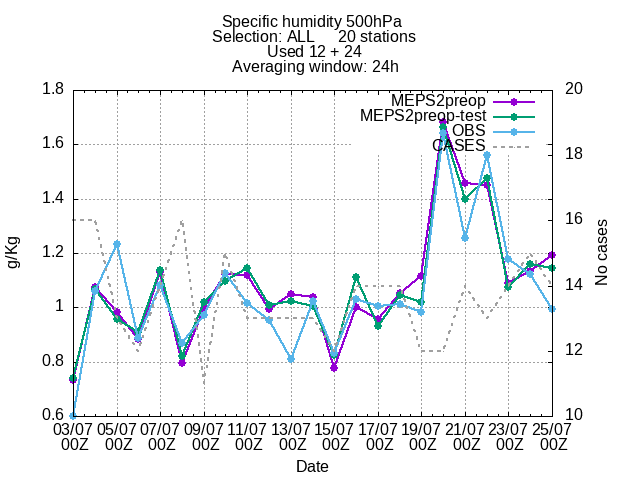 Specific humidity 500hPa
Selection: ALL 20 stations
Used 12 + 24
Averaging window: 24h
MEPS2preop
MEPS2preop-test
OBS
CASES
g/Kg
1.8
1.6
1.4
1.2
1
0.8
0.6
20
18
16
14
12
10
No cases
03/07 05/07 07/07 09/07 11/07 13/07 15/07 17/07 19/07 21/07 23/07 25/07
00Z 00Z 00Z 00Z 00Z 00Z 00Z 00Z 00Z 00Z 00Z 00Z
Date